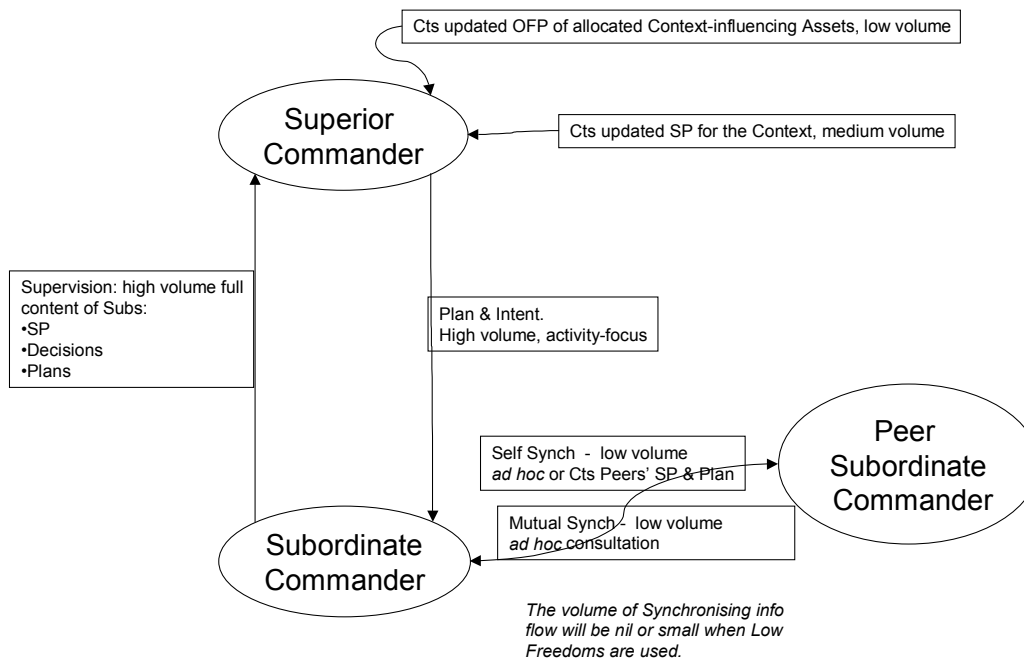 Cts updated OFP of allocated Context-influencing Assets, low volume
Superior
Commander
Cts updated SP for the Context, medium volume
Supervision: high volume full
content of Subs:
•SP
•Decisions
•Plans
Plan & Intent.
High volume, activity-focus
Peer
Subordinate
Commander
Self Synch - low volume
ad hoc or Cts Peers' SP & Plan
Mutual Synch - low volume
ad hoc consultation
Subordinate
Commander
The volume of Synchronising info
flow will be nil or small when Low
Freedoms are used.